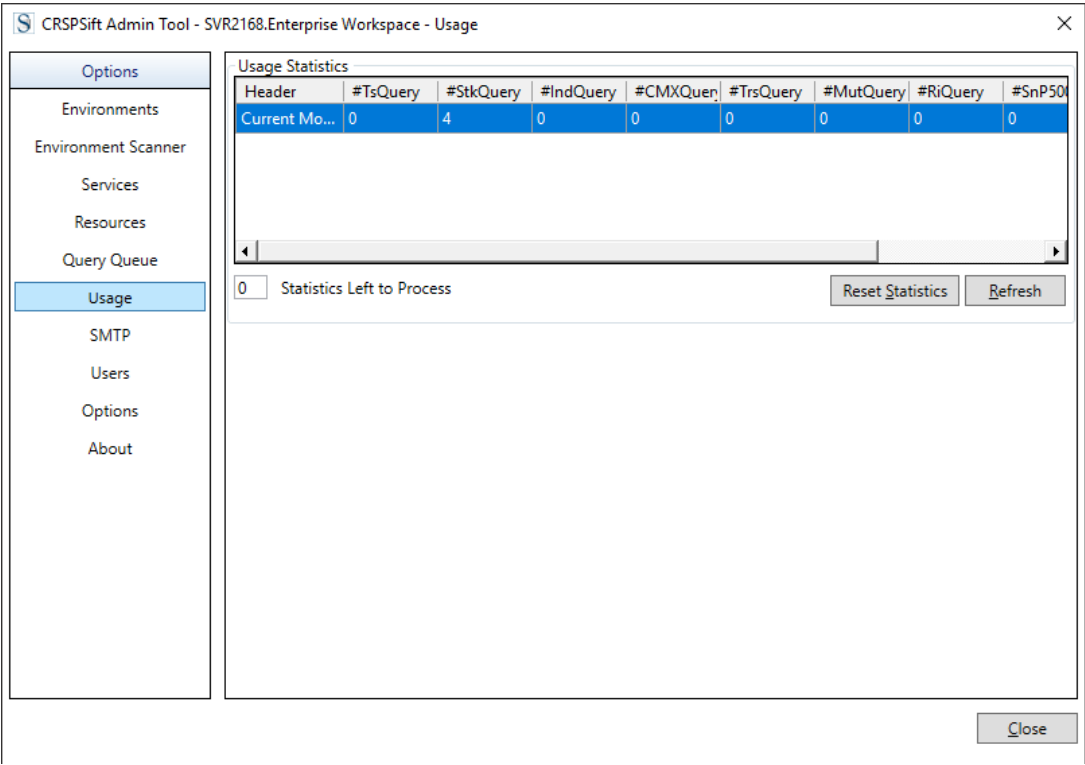 CRSPSift Admin Tool - SVR2168.Enterprise Workspace - Usage
Options
Environments
Environment Scanner
Services
Resources
Query Queue
Usage
SMTP
Users
Options
About
Usage Statistics
Header #TsQuery #StkQuery #IndQuery #CMXQuer #TrsQuery #MutQuery #RiQuery #SnP500
Current Mo... 0 4 0 0 0 0 0 0
0 Statistics Left to Process
Reset Statistics Refresh
Close